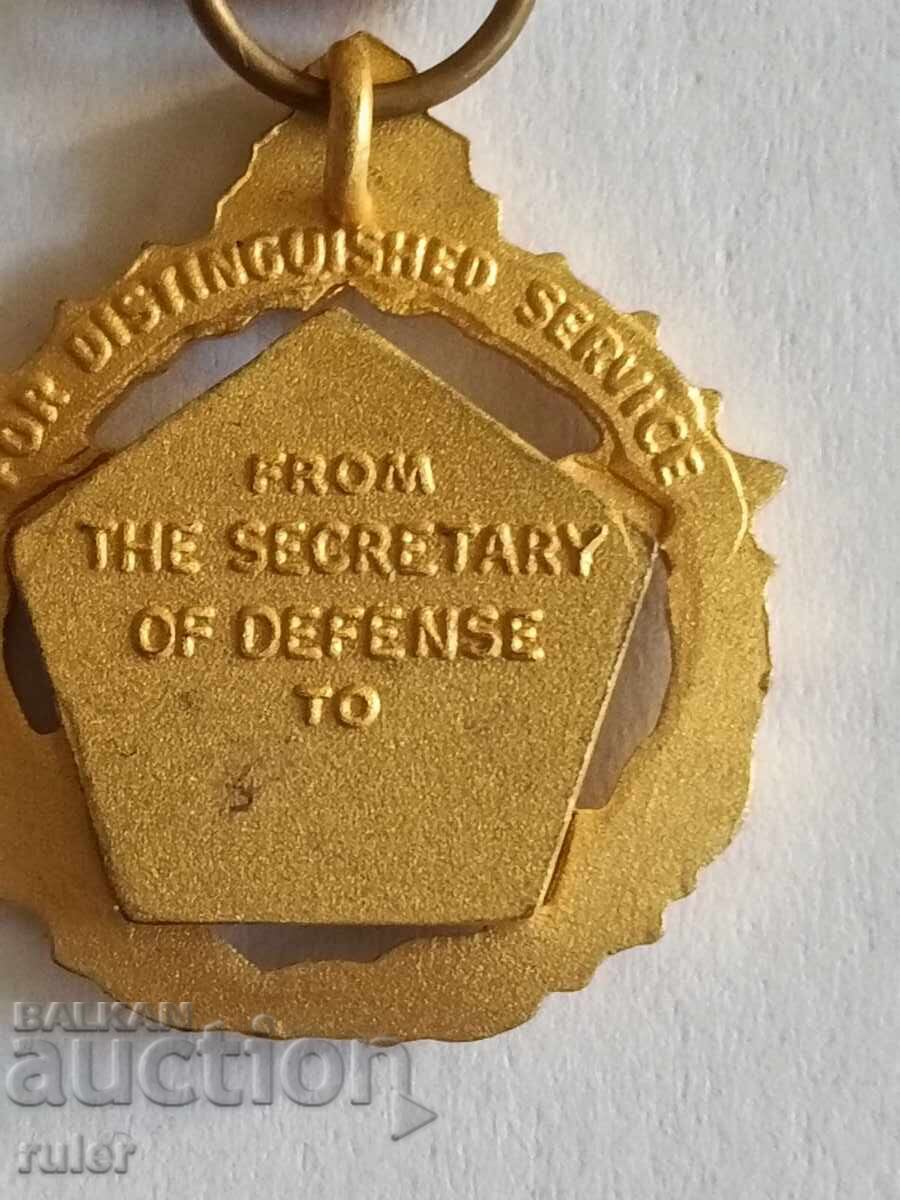 FOR DISTINGUISHED SERVICE
FROM
THE SECRETARY
OF DEFENSE
TO
BALKAN
auction
ruler